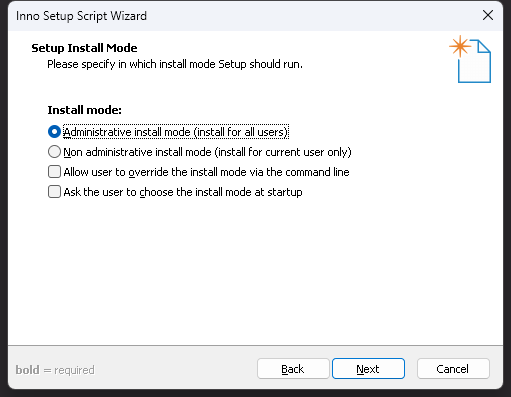 Inno Setup Script Wizard
Setup Install Mode
Please specify in which install mode Setup should run.
Install mode:
Administrative install mode (install for all users)
Non administrative install mode (install for current user only)
Allow user to override the install mode via the command line
Ask the user to choose the install mode at startup
bold = required
Back
Next
Cancel